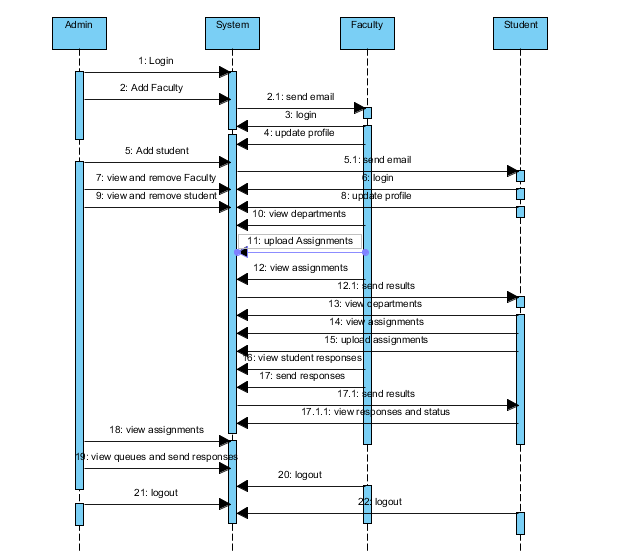 Admin
System
Faculty
Student
1: Login
2: Add Faculty
2.1: send email
3: login
4: update profile
5: Add student
5.1: send email
6: login
7: view and remove Faculty
8: update profile
9: view and remove student
10: view departments
11: upload Assignments
12: view assignments
12.1: send results
13: view departments
14: view assignments
15: upload assignments
16: view student responses
17: send responses
17.1: send results
17.1.1: view responses and status
18: view assignments
19: view queues and send responses
20: logout
21: logout
22: logout